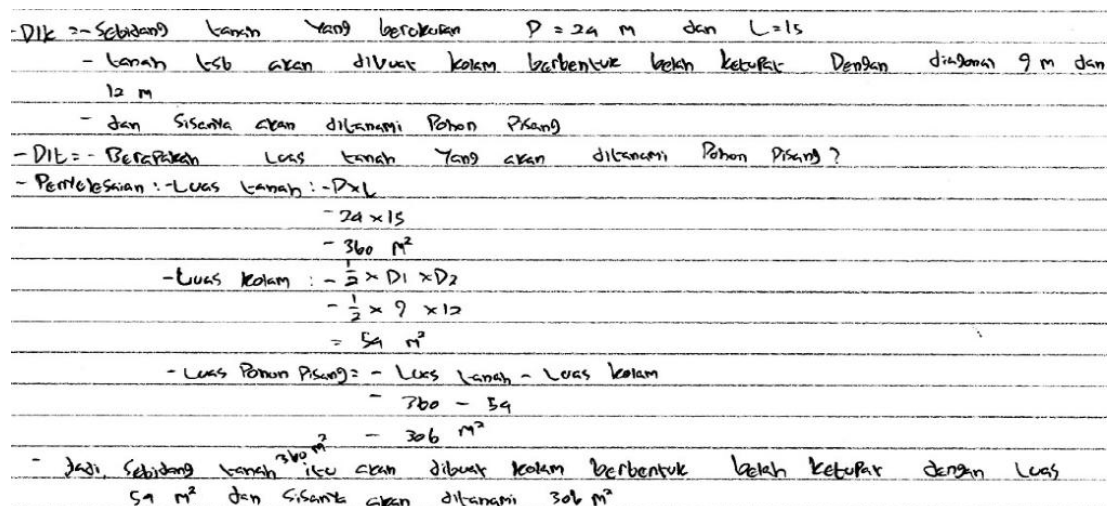 -Dik =- Sebidang tanah yang berukuran P = 24 m dan L=15
- tanah tsb akan dibuat kolam berbentuk belah ketupat Dengan diagonal 9 m dan
12 m
- dan sisanya akan ditanami Pohon Pisang
- Dit=- Berapakah Luas tanah Yang akan ditanami Pohon Pisang?
- Penyelesaian :-Luas tanah :-P×L
- 24 ×15
- 360 m²
-Luas kolam : - 1/2 × D1 ×D2
- 1/2 × 9 ×12
= 54 m²
- Luas Pohon Pisang= - Luas tanah - Luas kolam
- 360 - 54
- 306 m²
- Jadi, Sebidang tanah 360 m² itu akan dibuat kolam berbentuk belah ketupat dengan Luas
54 m² dan sisanya akan ditanami 306 m²